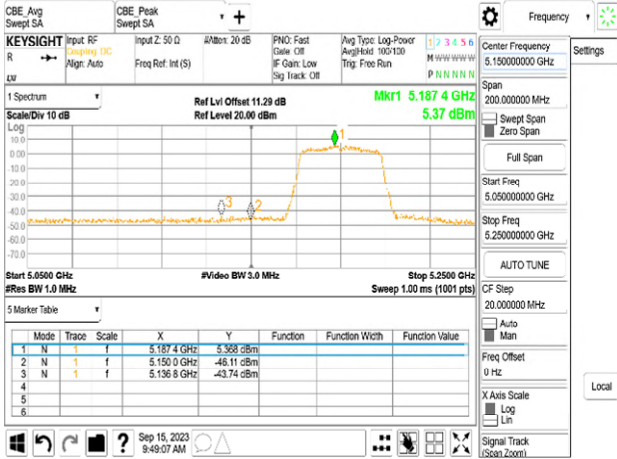 CBE_Avg
Swept SA
CBE_Peak
Swept SA
+
Frequency
Settings
KEYSIGHT
R
LXI
Input: RF
Coupling: DC
Align: Auto
Input Z: 50 Ω
Freq Ref: Int (S)
#Atten: 20 dB
PNO: Fast
Gate: Off
IF Gain: Low
Sig Track: Off
Avg Type: Log-Power
Avg|Hold: 100/100
Trig: Free Run
1 2 3 4 5 6
M W W W W W
P N N N N N
Center Frequency
5.150000000 GHz
Span
200.000000 MHz
Swept Span
Zero Span
Full Span
Start Freq
5.050000000 GHz
Stop Freq
5.250000000 GHz
AUTO TUNE
CF Step
20.000000 MHz
Auto
Man
Freq Offset
0 Hz
X Axis Scale
Log
Lin
Signal Track
(Span Zoom)
Local
1 Spectrum
Scale/Div 10 dB
Ref Lvl Offset 11.29 dB
Ref Level 20.00 dBm
Mkr1 5.187 4 GHz
5.37 dBm
Log
10.0
0.00
-10.0
-20.0
-30.0
-40.0
-50.0
-60.0
-70.0
1
2
3
Start 5.0500 GHz
#Res BW 1.0 MHz
#Video BW 3.0 MHz
Stop 5.2500 GHz
Sweep 1.00 ms (1001 pts)
5 Marker Table
Mode Trace Scale X Y Function Function Width Function Value
1 N 1 f 5.187 4 GHz 5.368 dBm
2 N 1 f 5.150 0 GHz -46.11 dBm
3 N 1 f 5.136 8 GHz -43.74 dBm
4
5
6
?
Sep 15, 2023
9:49:07 AM